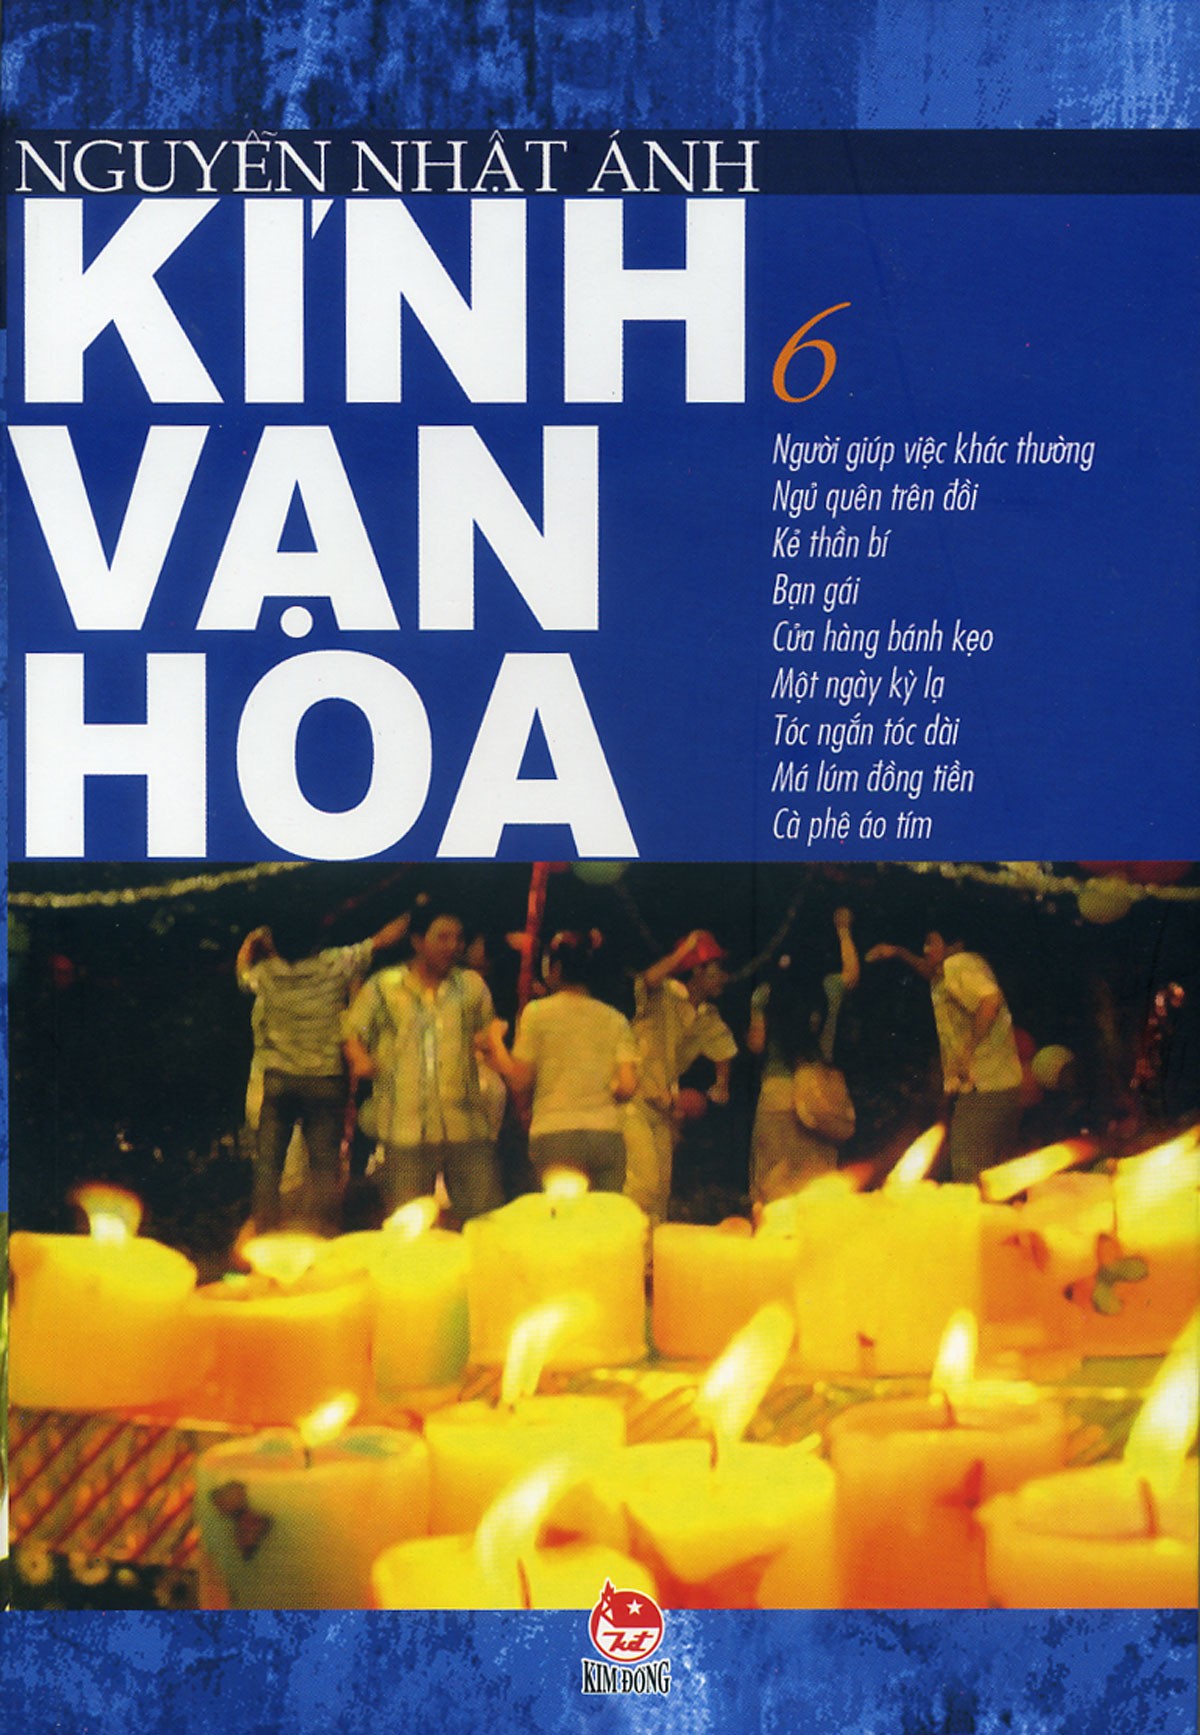 NGUYỄN NHẬT ÁNH
KÍNH
VẠN
HỌA
6
Người giúp việc khác thường
Ngủ quên trên đồi
Kẻ thần bí
Bạn gái
Cửa hàng bánh kẹo
Một ngày kỳ lạ
Tóc ngắn tóc dài
Má lúm đồng tiền
Cà phê áo tím
KIM ĐỒNG